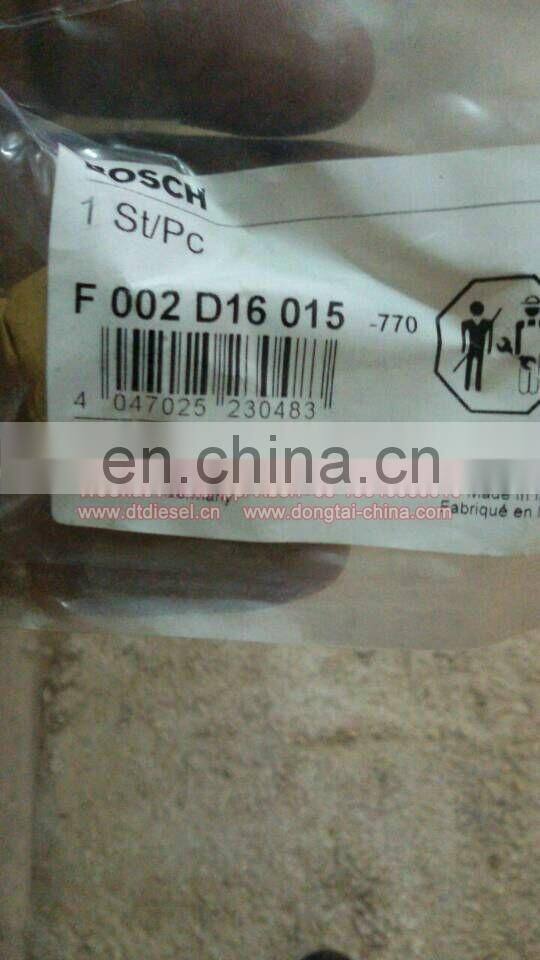 BOSCH
1 St/Pc
F 002 D16 015 -770
4 047025 230483
en.china.cn
Made in
www.dtdiesel.cn www.dongtai-china.com
Fabriqué en